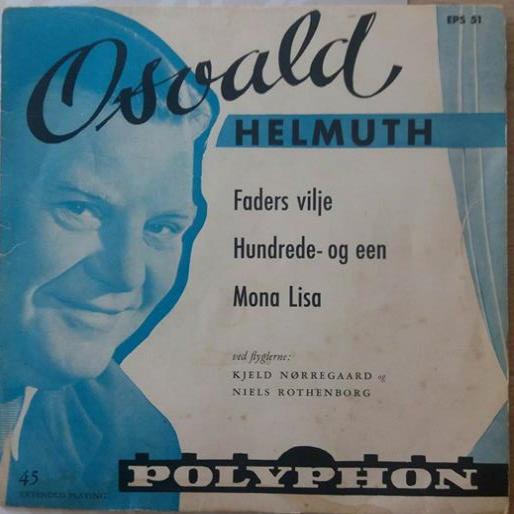 EPS 51
Osvald
HELMUTH
Faders vilje
Hundrede- og een
Mona Lisa
ved flyglerne:
KJELD NØRREGAARD og
NIELS ROTHENBORG
45
EXTENDED PLAYING
POLYPHON